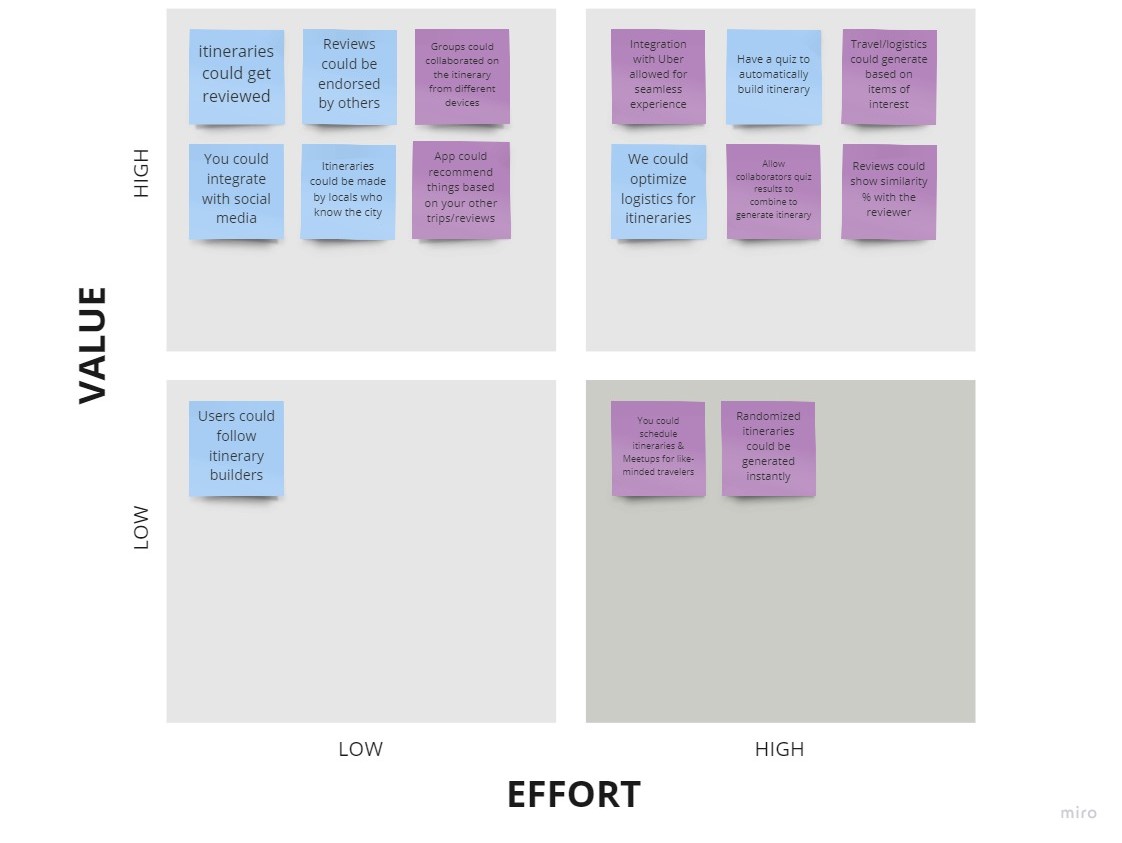 itineraries
could get
reviewed
Reviews
could be
endorsed
by others
Groups could
collaborated on
the itinerary
from different
devices
Integration
with Uber
allowed for
seamless
experience
Have a quiz to
automatically
build itinerary
Travel/logistics
could generate
based on
items of
interest
HIGH
You could
integrate
with social
media
Itineraries
could be made
by locals who
know the city
App could
recommend
things based
on your other
trips/reviews
We could
optimize
logistics for
itineraries
Allow
collaborators quiz
results to
combine to
generate itinerary
Reviews could
show similarity
% with the
reviewer
VALUE
Users could
follow
itinerary
builders
You could
schedule
itineraries &
Meetups for like-
minded travelers
Randomized
itineraries
could be
generated
instantly
LOW
LOW
HIGH
EFFORT
miro